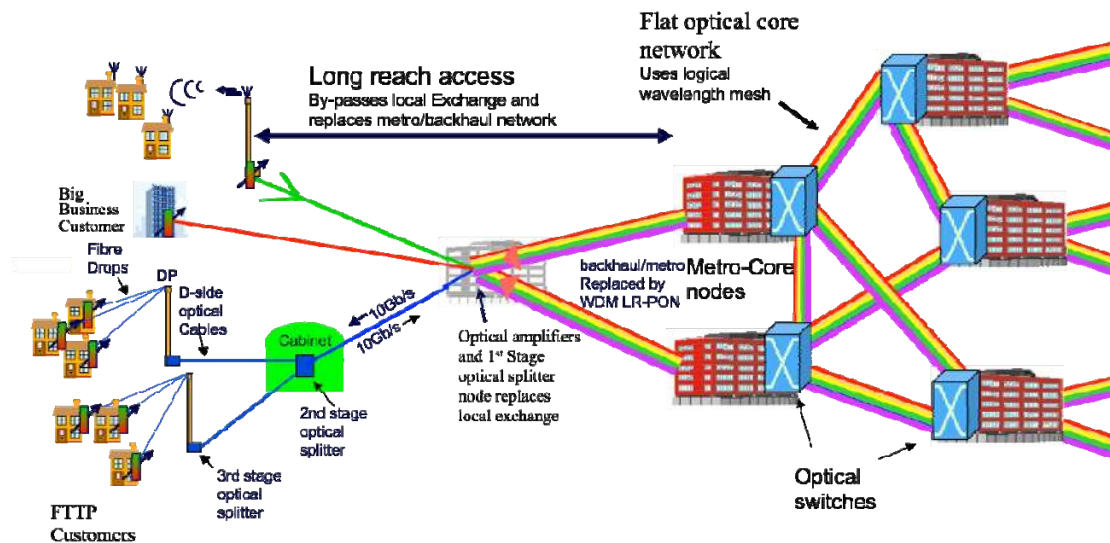 Flat optical core
network
Uses logical
wavelength mesh
Long reach access
By-passes local Exchange and
replaces metro/backhaul network
Big
Business
Customer
Fibre
Drops
DP
D-side
optical
Cables
10Gb/s
10Gb/s
Cabinet
backhaul/metro
Replaced by
WDM LR-PON
Metro-Core
nodes
Optical amplifiers
and 1st Stage
optical splitter
node replaces
local exchange
2nd stage
optical
splitter
3rd stage
optical
splitter
Optical
switches
FTTP
Customers